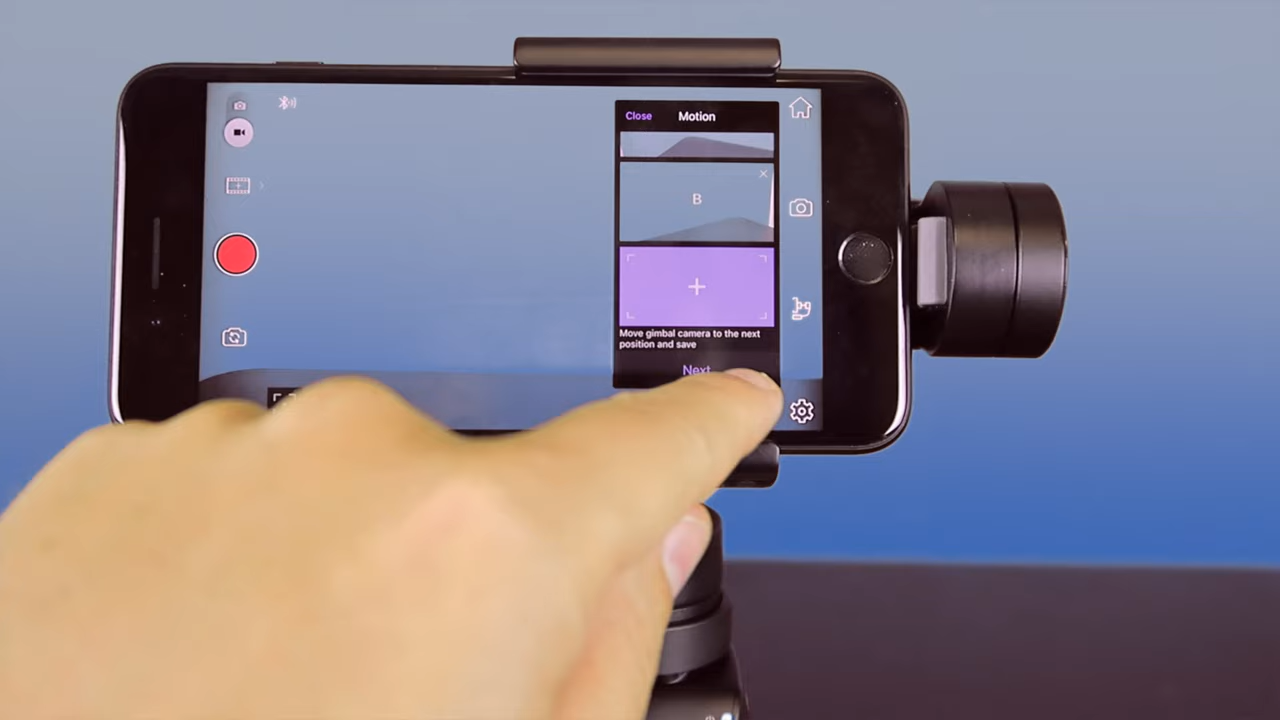 Close Motion
B
Move gimbal camera to the next
position and save
Next